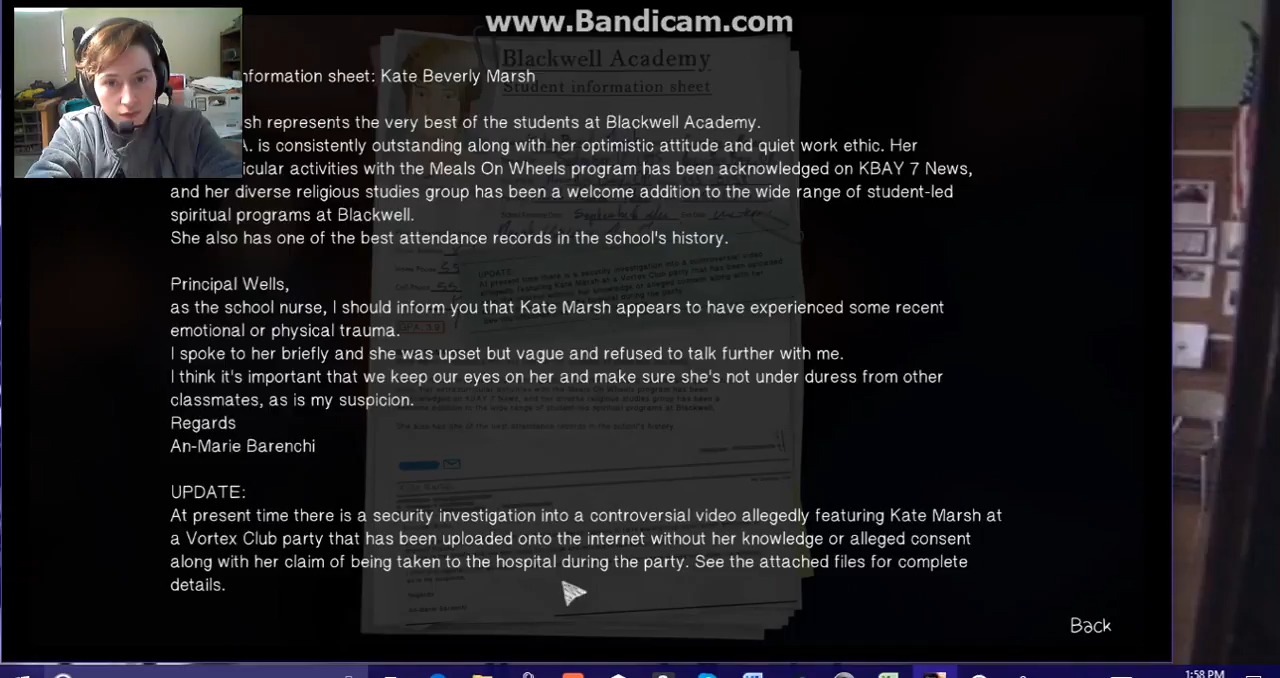 www.Bandicam.com
Blackwell Academy
Student information sheet
nformation sheet: Kate Beverly Marsh
sh represents the very best of the students at Blackwell Academy.
A. is consistently outstanding along with her optimistic attitude and quiet work ethic. Her
icular activities with the Meals On Wheels program has been acknowledged on KBAY 7 News,
and her diverse religious studies group has been a welcome addition to the wide range of student-led
spiritual programs at Blackwell.
She also has one of the best attendance records in the school's history.
Principal Wells,
as the school nurse, I should inform you that Kate Marsh appears to have experienced some recent
emotional or physical trauma.
I spoke to her briefly and she was upset but vague and refused to talk further with me.
I think it's important that we keep our eyes on her and make sure she's not under duress from other
classmates, as is my suspicion.
Regards
An-Marie Barenchi
UPDATE:
At present time there is a security investigation into a controversial video allegedly featuring Kate Marsh at
a Vortex Club party that has been uploaded onto the internet without her knowledge or alleged consent
along with her claim of being taken to the hospital during the party. See the attached files for complete
details.
Back
1:58 PM